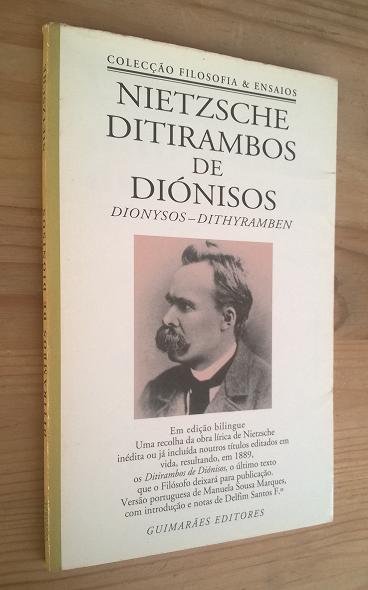 COLECÇÃO FILOSOFIA & ENSAIOS
NIETZSCHE
DITIRAMBOS
DE
DIÓNISOS
DIONYSOS–DITHYRAMBEN
Em edição bilingue
Uma recolha da obra lírica de Nietzsche
inédita ou já incluída noutros títulos editados em
vida, resultando, em 1889,
os Ditirambos de Diónisos, o último texto
que o Filósofo deixará para publicação.
Versão portuguesa de Manuela Sousa Marques,
com introdução e notas de Delfim Santos F.º
GUIMARÃES EDITORES
DITIRAMBOS DE DIÓNISOS NIETZSCHE